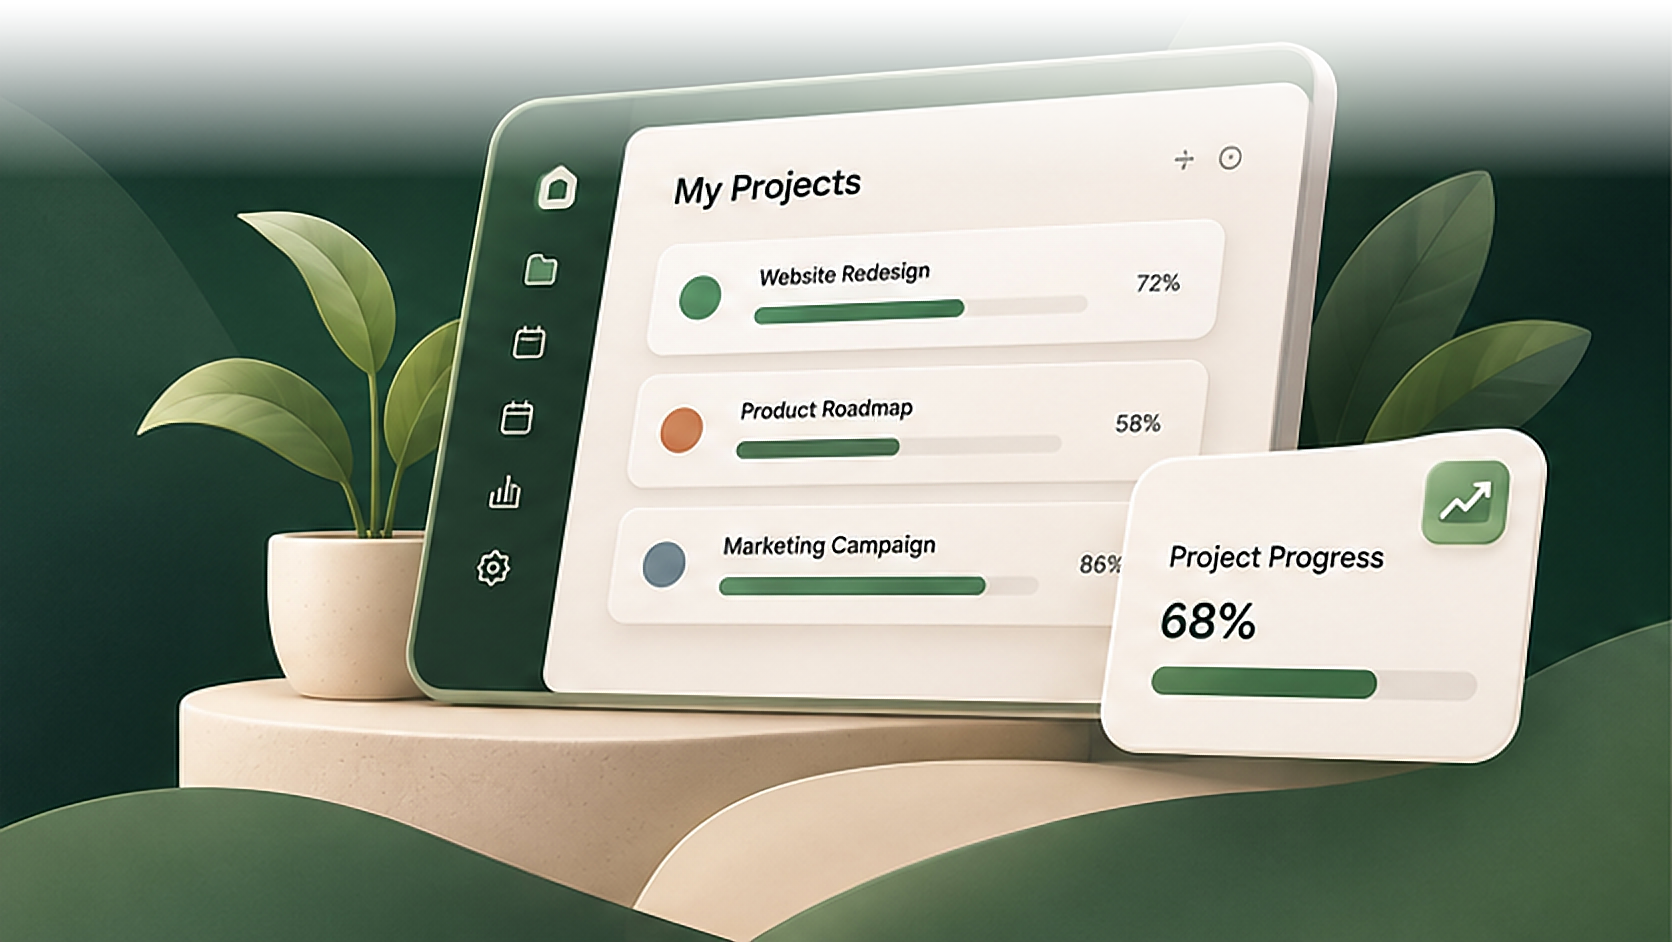 My Projects
Website Redesign
72%
Product Roadmap
58%
Marketing Campaign
86%
Project Progress
68%